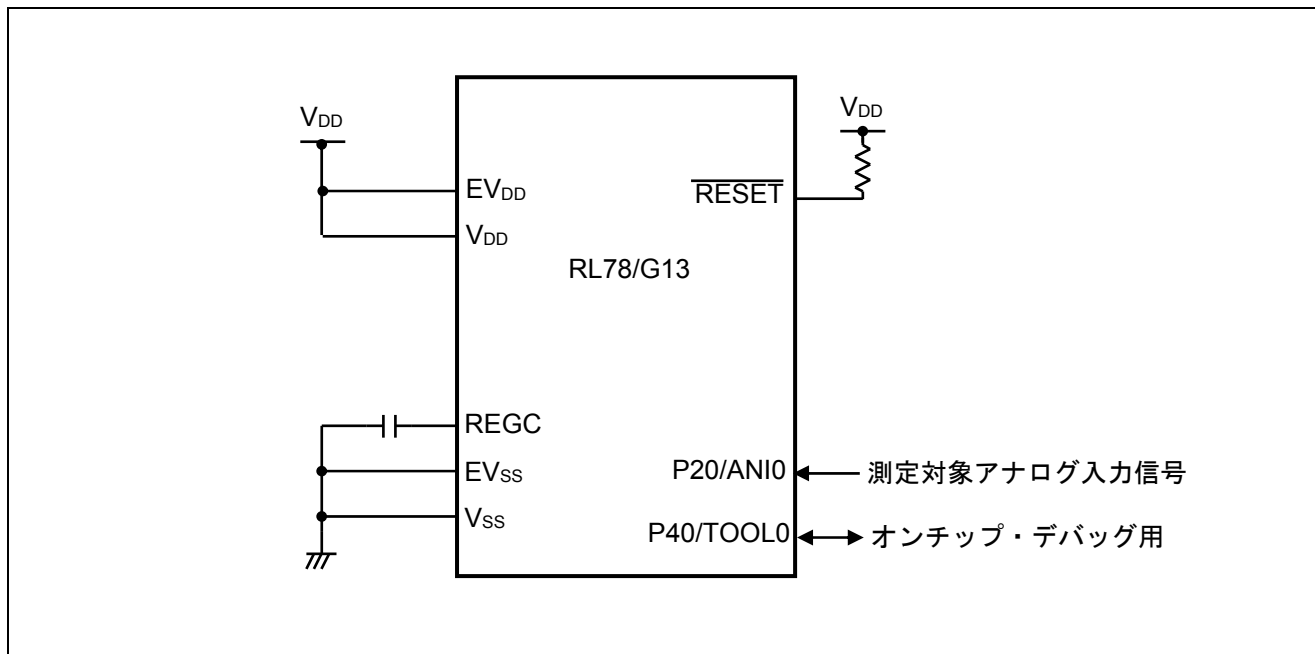 VDD
EVDD
VDD
REGC
EVSS
VSS
RL78/G13
VDD
RESET
P20/ANI0
測定対象アナログ入力信号
P40/TOOL0
オンチップ・デバッグ用